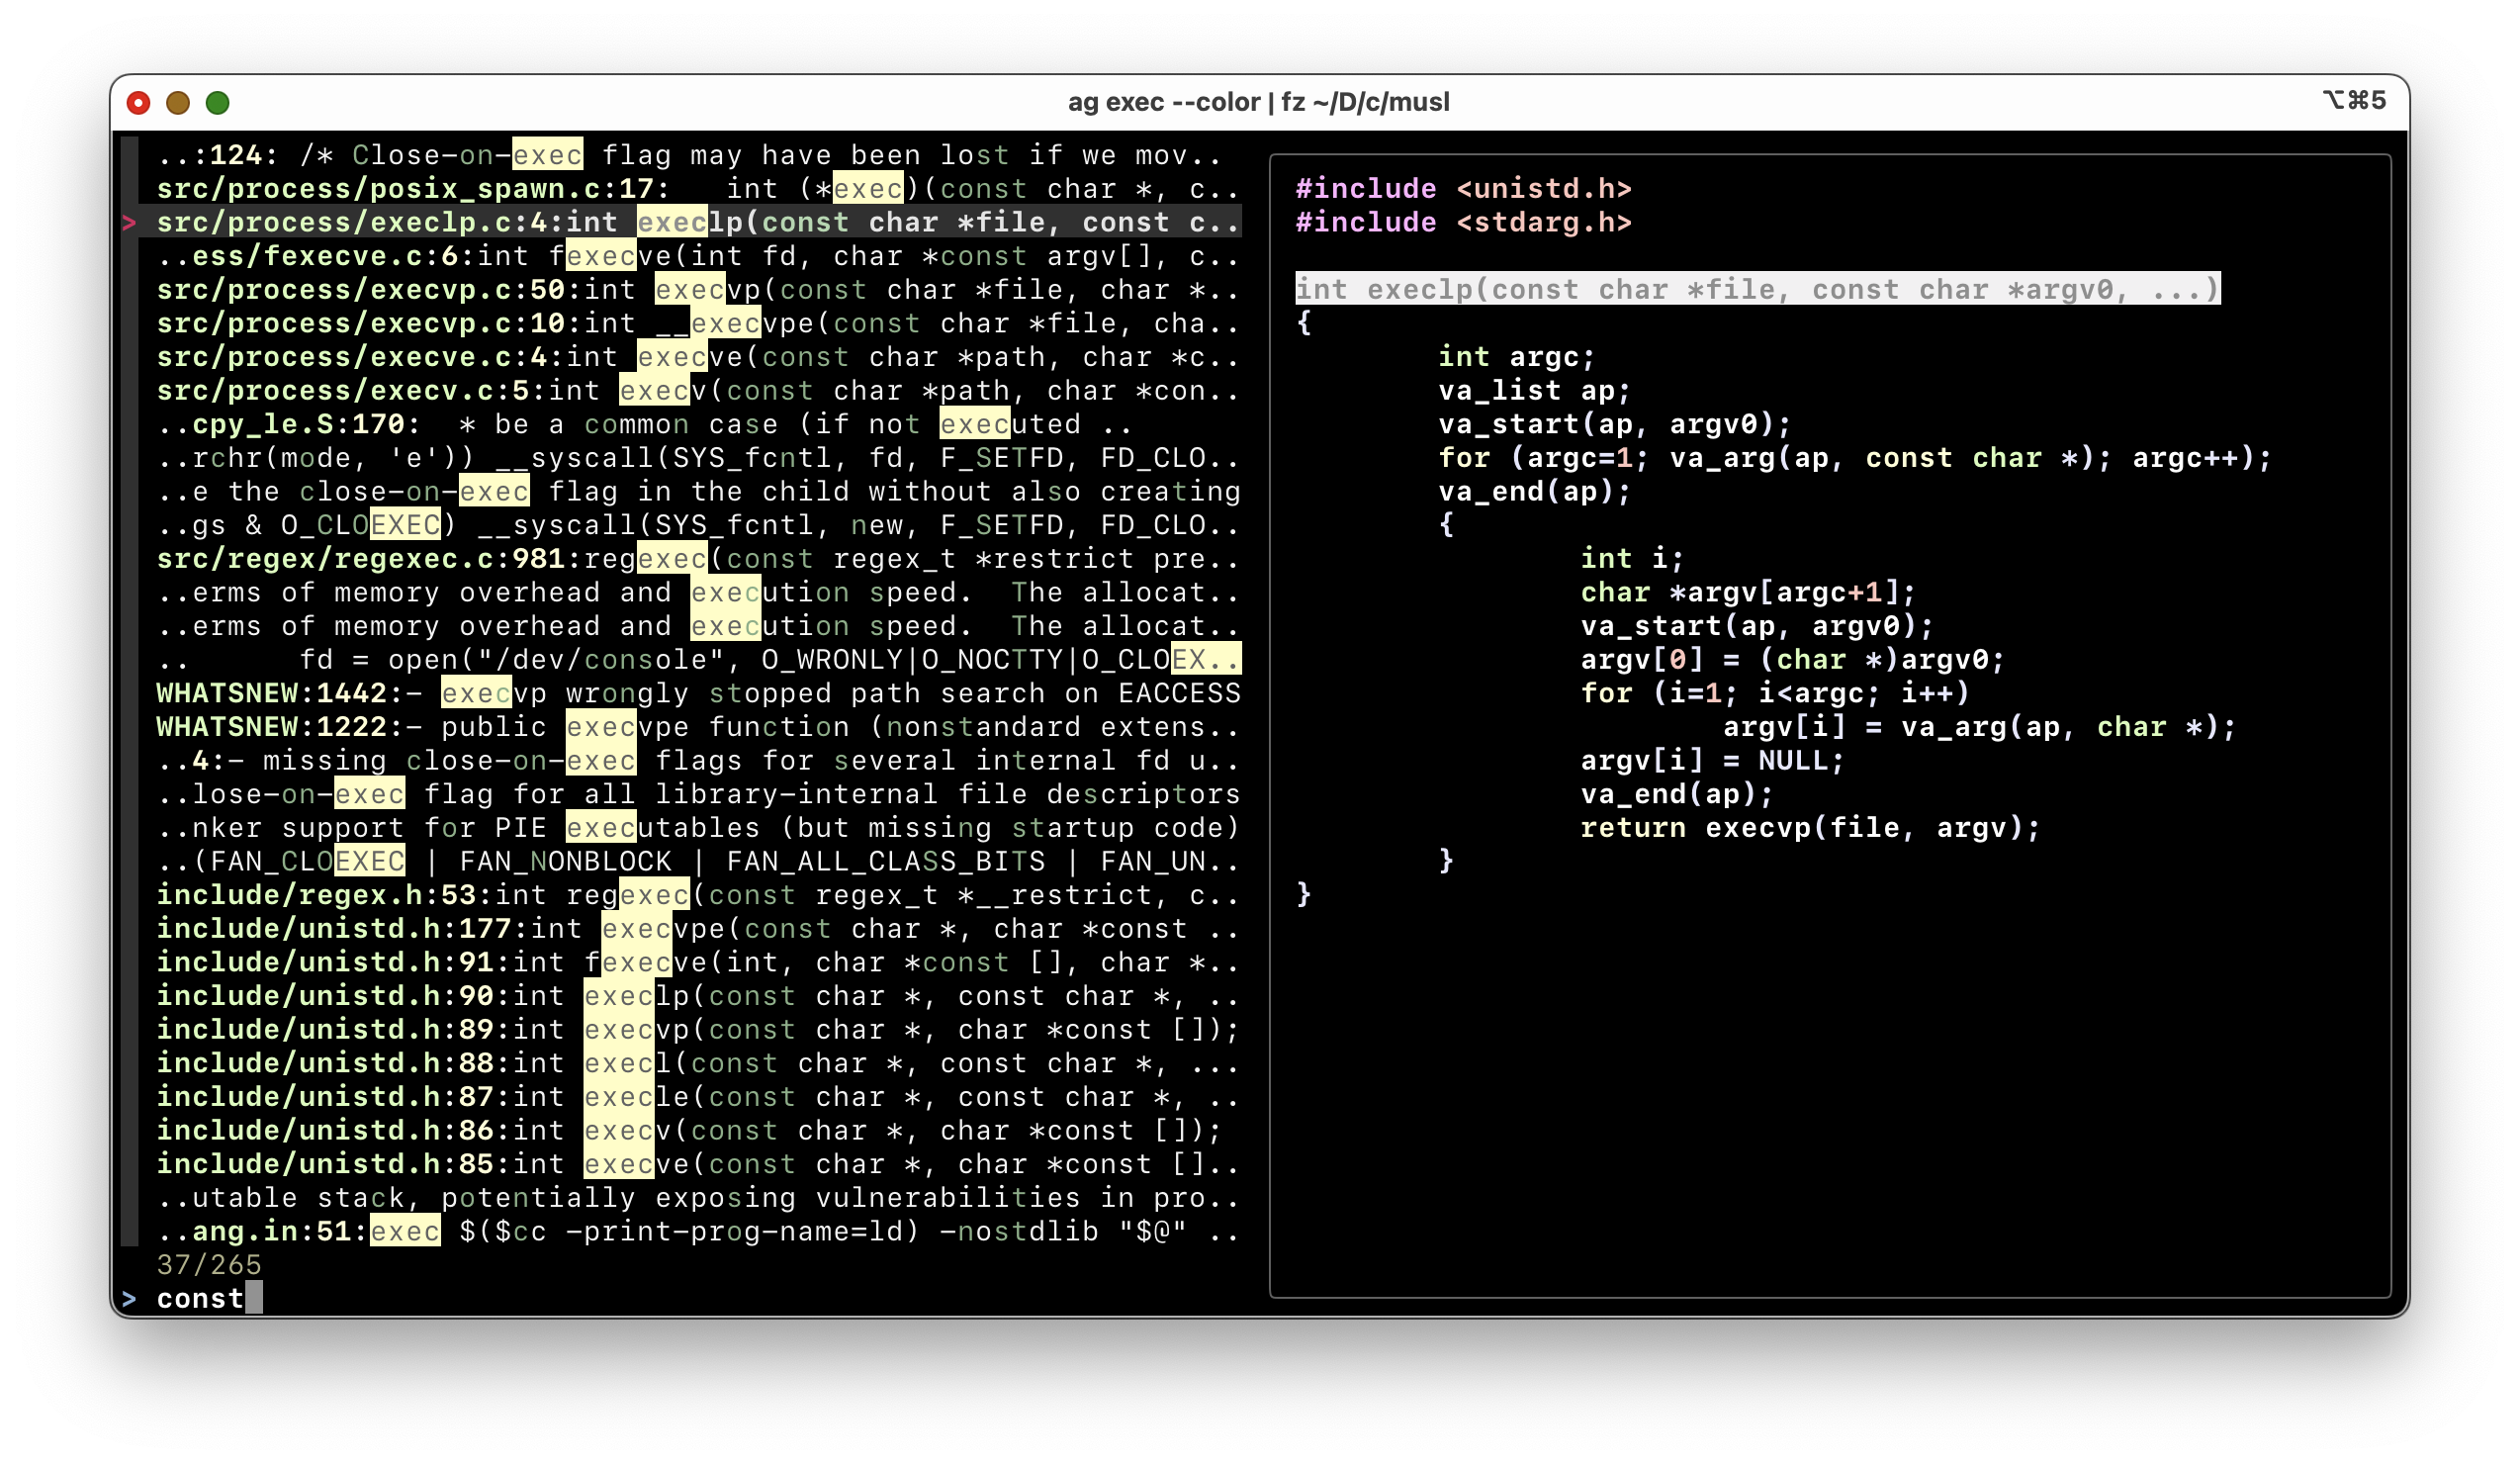 ag exec --color | fz ~/D/c/musl
⌥⌘5
..:124: /* Close-on-exec flag may have been lost if we mov..
src/process/posix_spawn.c:17:   int (*exec)(const char *, c..
> src/process/execlp.c:4:int execlp(const char *file, const c..
..ess/fexecve.c:6:int fexecve(int fd, char *const argv[], c..
src/process/execvp.c:50:int execvp(const char *file, char *..
src/process/execvp.c:10:int __execvpe(const char *file, cha..
src/process/execve.c:4:int execve(const char *path, char *c..
src/process/execv.c:5:int execv(const char *path, char *con..
..cpy_le.S:170:  * be a common case (if not executed ..
..rchr(mode, 'e')) __syscall(SYS_fcntl, fd, F_SETFD, FD_CLO..
..e the close-on-exec flag in the child without also creating
..gs & O_CLOEXEC) __syscall(SYS_fcntl, new, F_SETFD, FD_CLO..
src/regex/regexec.c:981:regexec(const regex_t *restrict pre..
..erms of memory overhead and execution speed.  The allocat..
..erms of memory overhead and execution speed.  The allocat..
..      fd = open("/dev/console", O_WRONLY|O_NOCTTY|O_CLOEX..
WHATSNEW:1442:- execvp wrongly stopped path search on EACCESS
WHATSNEW:1222:- public execvpe function (nonstandard extens..
..4:- missing close-on-exec flags for several internal fd u..
..lose-on-exec flag for all library-internal file descriptors
..nker support for PIE executables (but missing startup code)
..(FAN_CLOEXEC | FAN_NONBLOCK | FAN_ALL_CLASS_BITS | FAN_UN..
include/regex.h:53:int regexec(const regex_t *__restrict, c..
include/unistd.h:177:int execvpe(const char *, char *const ..
include/unistd.h:91:int fexecve(int, char *const [], char *..
include/unistd.h:90:int execlp(const char *, const char *, ..
include/unistd.h:89:int execvp(const char *, char *const []);
include/unistd.h:88:int execl(const char *, const char *, ...
include/unistd.h:87:int execle(const char *, const char *, ..
include/unistd.h:86:int execv(const char *, char *const []);
include/unistd.h:85:int execve(const char *, char *const []..
..utable stack, potentially exposing vulnerabilities in pro..
..ang.in:51:exec $($cc -print-prog-name=ld) -nostdlib "$@" ..
37/265
> const
#include <unistd.h>
#include <stdarg.h>
int execlp(const char *file, const char *argv0, ...)
{
        int argc;
        va_list ap;
        va_start(ap, argv0);
        for (argc=1; va_arg(ap, const char *); argc++);
        va_end(ap);
        {
                int i;
                char *argv[argc+1];
                va_start(ap, argv0);
                argv[0] = (char *)argv0;
                for (i=1; i<argc; i++)
                        argv[i] = va_arg(ap, char *);
                argv[i] = NULL;
                va_end(ap);
                return execvp(file, argv);
        }
}